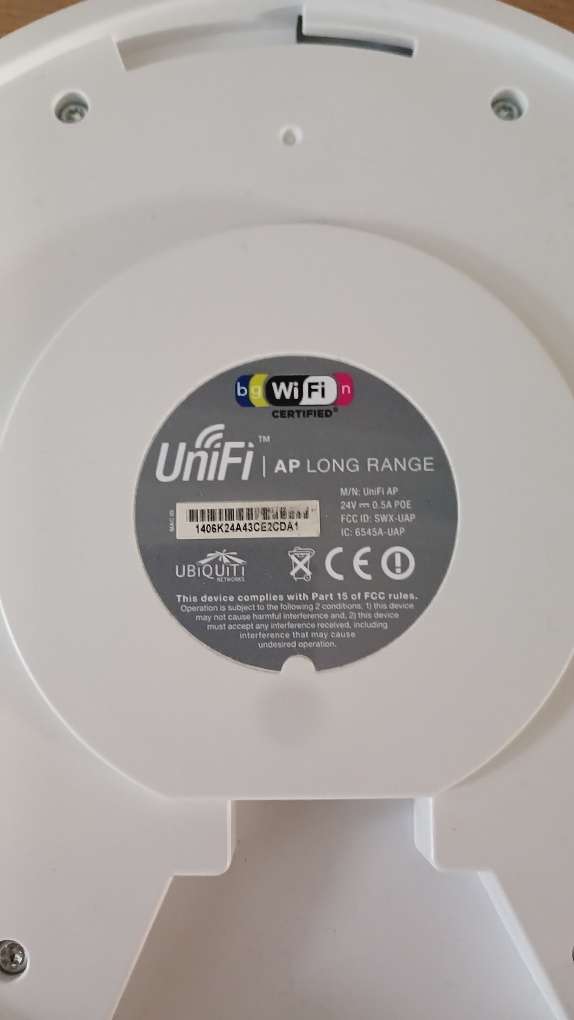 b g WiFi n
CERTIFIED®
UniFi™ | AP LONG RANGE
M/N: UniFi AP
24V ⎓ 0.5A POE
FCC ID: SWX-UAP
IC: 6545A-UAP
MAC ID
1406K24A43CE2CDA1
UBiQUiTi
NETWORKS
CE
This device complies with Part 15 of FCC rules.
Operation is subject to the following 2 conditions; 1) this device
may not cause harmful interference and; 2) this device
must accept any interference received, including
interference that may cause
undesired operation.